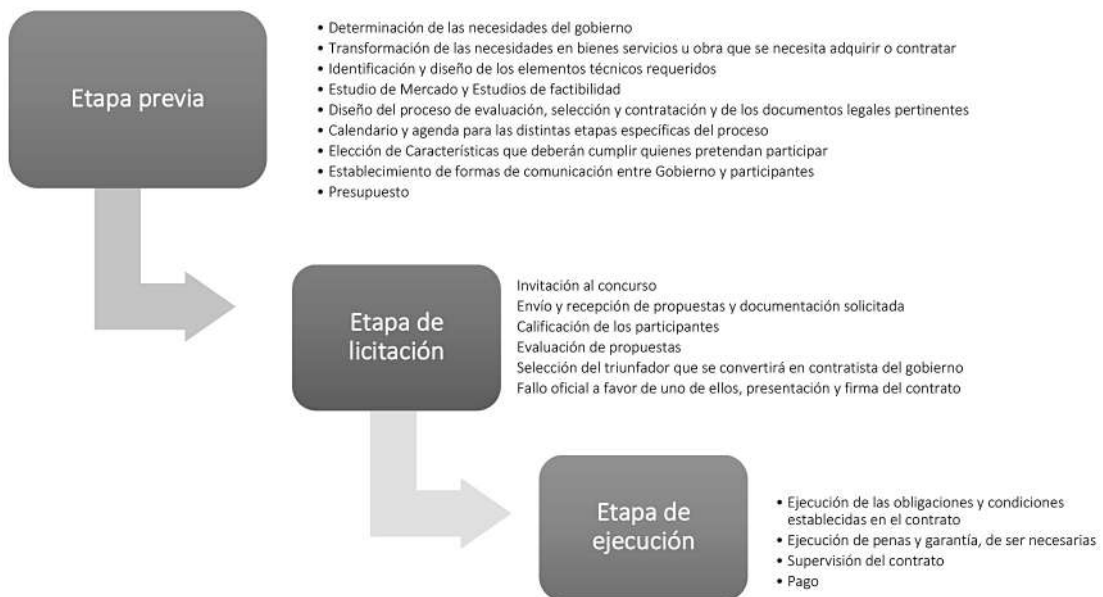 Etapa previa
• Determinación de las necesidades del gobierno
• Transformación de las necesidades en bienes servicios u obra que se necesita adquirir o contratar
• Identificación y diseño de los elementos técnicos requeridos
• Estudio de Mercado y Estudios de factibilidad
• Diseño del proceso de evaluación, selección y contratación y de los documentos legales pertinentes
• Calendario y agenda para las distintas etapas específicas del proceso
• Elección de Características que deberán cumplir quienes pretendan participar
• Establecimiento de formas de comunicación entre Gobierno y participantes
• Presupuesto
Etapa de
licitación
Invitación al concurso
Envío y recepción de propuestas y documentación solicitada
Calificación de los participantes
Evaluación de propuestas
Selección del triunfador que se convertirá en contratista del gobierno
Fallo oficial a favor de uno de ellos, presentación y firma del contrato
Etapa de
ejecución
• Ejecución de las obligaciones y condiciones
establecidas en el contrato
• Ejecución de penas y garantía, de ser necesarias
• Supervisión del contrato
• Pago